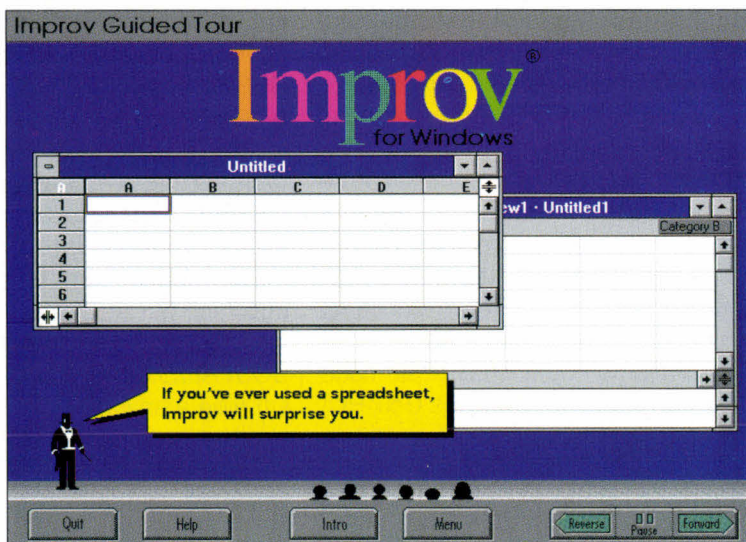 Improv Guided Tour
Improv®
for Windows
Untitled
A A B C D E
1
2
3
4
5
6
ew1 - Untitled1
Category B
If you've ever used a spreadsheet,
Improv will surprise you.
Quit Help Intro Menu Reverse Pause Forward